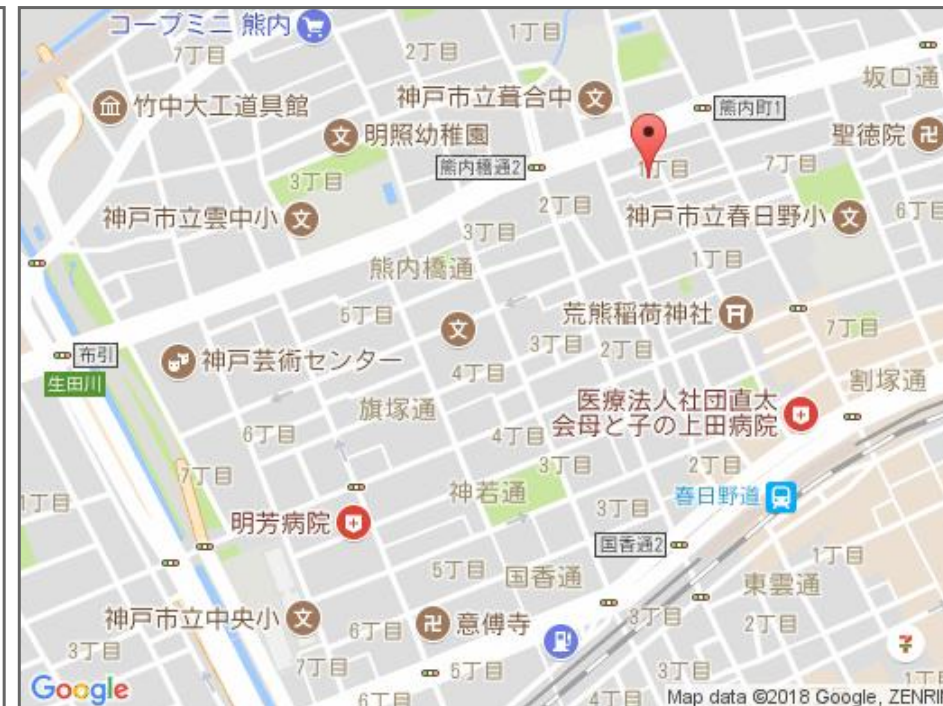 コープミニ 熊内
1丁目
7丁目
2丁目
坂口通
竹中大工道具館
神戸市立葺合中
熊内町1
明照幼稚園
聖徳院
熊内橋通2
1丁目
7丁目
3丁目
2丁目
神戸市立雲中小
神戸市立春日野小
6丁目
3丁目
熊内橋通
1丁目
5丁目
荒熊稲荷神社
7丁目
布引
神戸芸術センター
3丁目
2丁目
4丁目
生田川
割塚通
旗塚通
医療法人社団直太
会母と子の上田病院
6丁目
4丁目
7丁目
3丁目
2丁目
1丁目
神若通
春日野道
3丁目
明芳病院
国香通2
1丁目
5丁目
国香通
東雲通
神戸市立中央小
6丁目
意傅寺
3丁目
2丁目
3丁目
7丁目
5丁目
3丁目
1丁
Google
6丁目
4丁目
Map data ©2018 Google, ZENRI